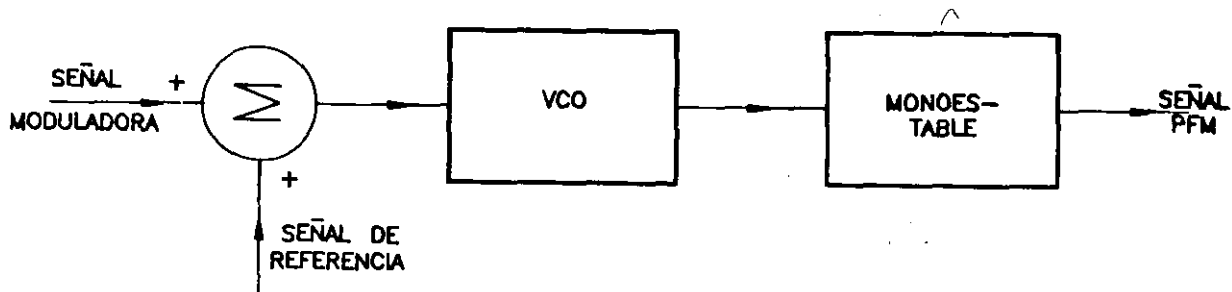 SEÑAL
MODULADORA
+
Σ
+
SEÑAL DE
REFERENCIA
VCO
MONOES-
TABLE
SEÑAL
PFM